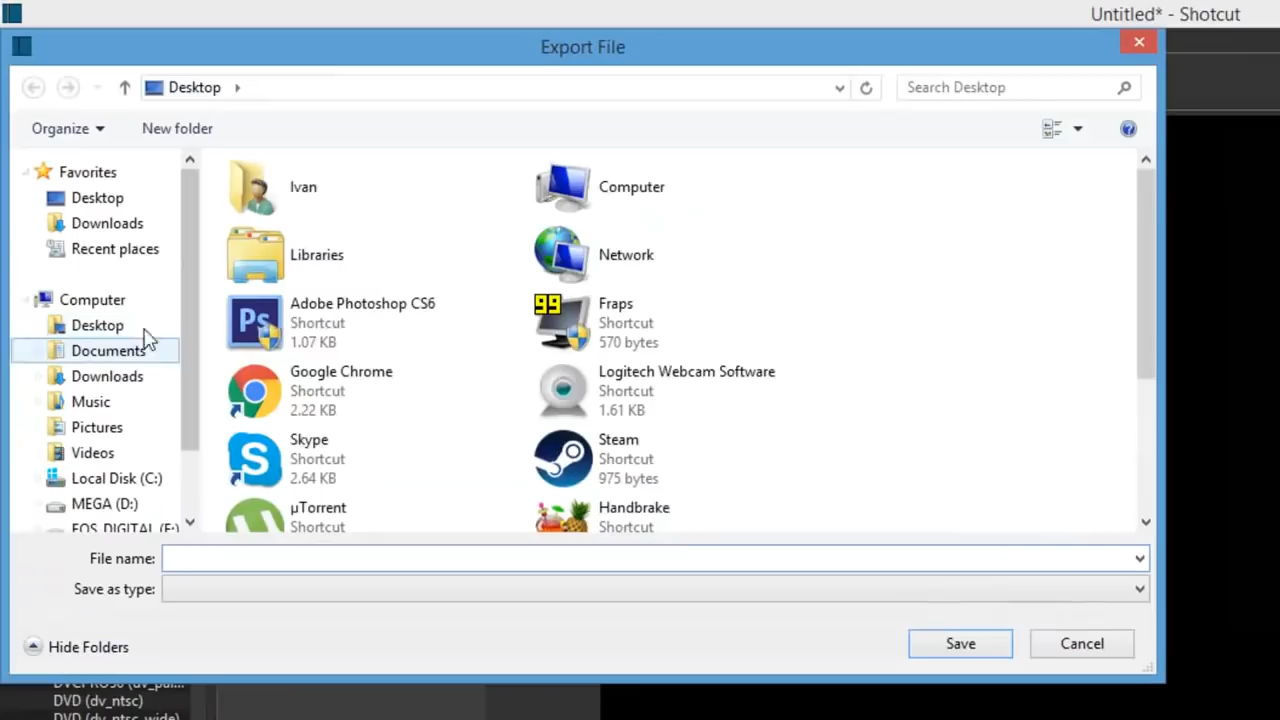 Untitled* - Shotcut
Export File
Desktop
Search Desktop
Organize
New folder
Favorites
Desktop
Downloads
Recent places
Computer
Desktop
Documents
Downloads
Music
Pictures
Videos
Local Disk (C:)
MEGA (D:)
EOS_DIGITAL (E:)
Ivan
Computer
Libraries
Network
Ps
Adobe Photoshop CS6
Shortcut
1.07 KB
99
Fraps
Shortcut
570 bytes
Google Chrome
Shortcut
2.22 KB
Logitech Webcam Software
Shortcut
1.61 KB
S
Skype
Shortcut
2.64 KB
Steam
Shortcut
975 bytes
µTorrent
Shortcut
Handbrake
Shortcut
File name:
Save as type:
Hide Folders
Save
Cancel
DVD (dv_ntsc)
DVD (dv_ntsc_wide)